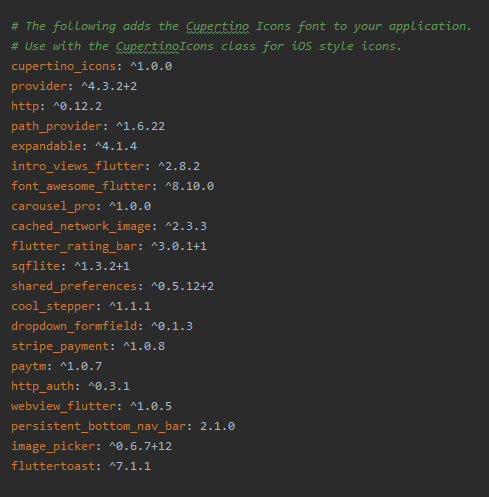 # The following adds the Cupertino Icons font to your application.
# Use with the CupertinoIcons class for iOS style icons.
cupertino_icons: ^1.0.0
provider: ^4.3.2+2
http: ^0.12.2
path_provider: ^1.6.22
expandable: ^4.1.4
intro_views_flutter: ^2.8.2
font_awesome_flutter: ^8.10.0
carousel_pro: ^1.0.0
cached_network_image: ^2.3.3
flutter_rating_bar: ^3.0.1+1
sqflite: ^1.3.2+1
shared_preferences: ^0.5.12+2
cool_stepper: ^1.1.1
dropdown_formfield: ^0.1.3
stripe_payment: ^1.0.8
paytm: ^1.0.7
http_auth: ^0.3.1
webview_flutter: ^1.0.5
persistent_bottom_nav_bar: 2.1.0
image_picker: ^0.6.7+12
fluttertoast: ^7.1.1